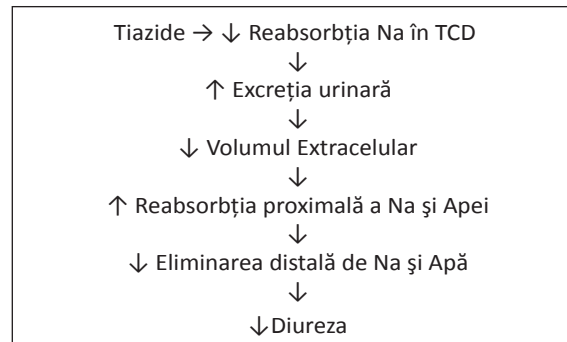 Tiazide → ↓ Reabsorbția Na în TCD
↓
↑ Excreția urinară
↓
↓ Volumul Extracelular
↓
↑ Reabsorbția proximală a Na şi Apei
↓
↓ Eliminarea distală de Na şi Apă
↓
↓Diureza